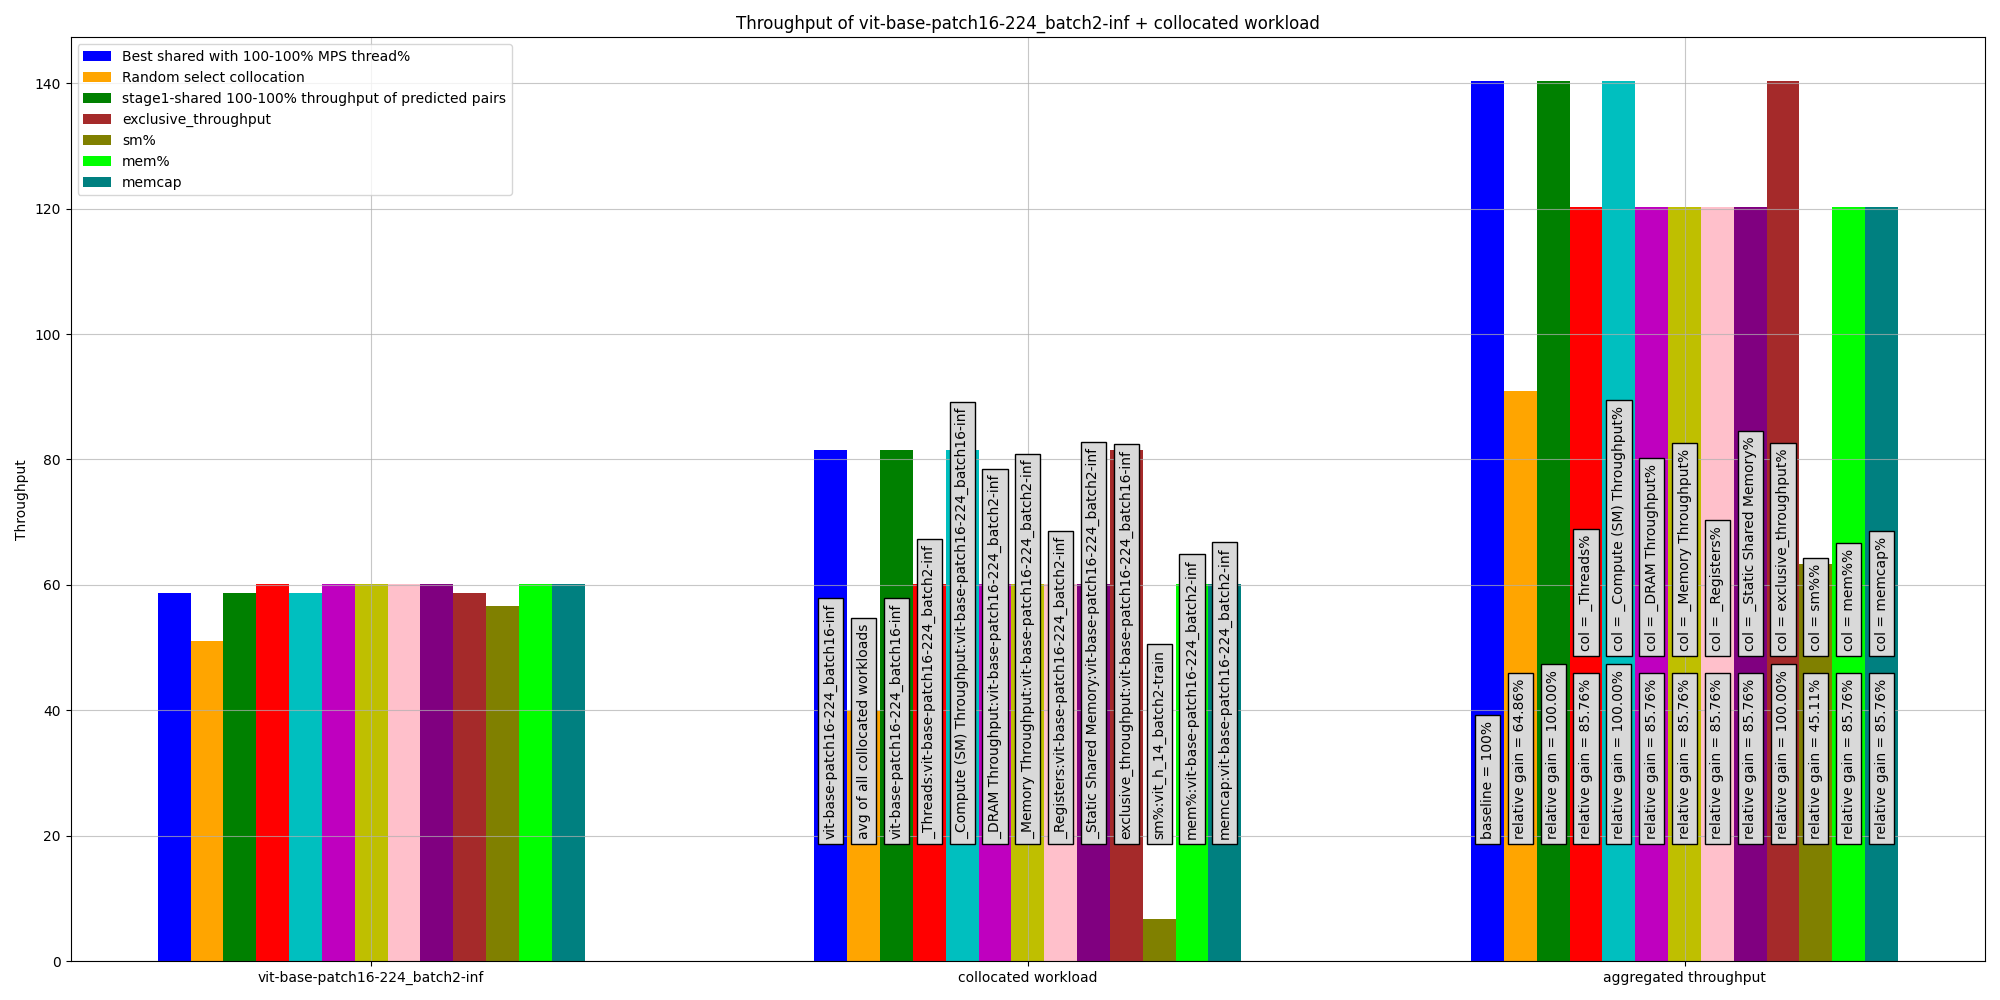 Throughput of vit-base-patch16-224_batch2-inf + collocated workload
Best shared with 100-100% MPS thread%
Random select collocation
stage1-shared 100-100% throughput of predicted pairs
exclusive_throughput
sm%
mem%
memcap
Throughput
140
120
100
80
60
40
20
0
vit-base-patch16-224_batch16-inf
avg of all collocated workloads
vit-base-patch16-224_batch16-inf
_Threads:vit-base-patch16-224_batch2-inf
_Compute (SM) Throughput:vit-base-patch16-224_batch16-inf
_DRAM Throughput:vit-base-patch16-224_batch2-inf
_Memory Throughput:vit-base-patch16-224_batch2-inf
_Registers:vit-base-patch16-224_batch2-inf
_Static Shared Memory:vit-base-patch16-224_batch2-inf
exclusive_throughput:vit-base-patch16-224_batch16-inf
sm%:vit_h_14_batch2-train
mem%:vit-base-patch16-224_batch2-inf
memcap:vit-base-patch16-224_batch2-inf
col = _Threads%
col = _Compute (SM) Throughput%
col = _DRAM Throughput%
col = _Memory Throughput%
col = _Registers%
col = _Static Shared Memory%
col = exclusive_throughput%
col = sm%%
col = mem%%
col = memcap%
baseline = 100%
relative gain = 64.86%
relative gain = 100.00%
relative gain = 85.76%
relative gain = 100.00%
relative gain = 85.76%
relative gain = 85.76%
relative gain = 85.76%
relative gain = 85.76%
relative gain = 100.00%
relative gain = 45.11%
relative gain = 85.76%
relative gain = 85.76%
vit-base-patch16-224_batch2-inf
collocated workload
aggregated throughput